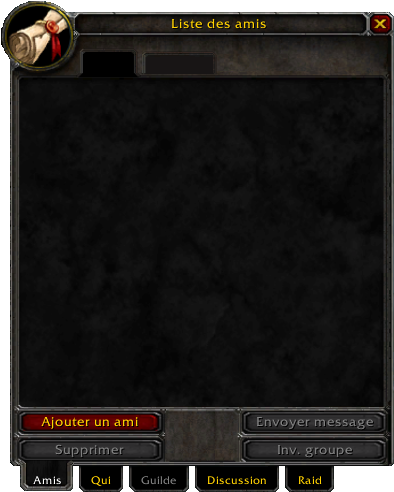 Liste des amis
Ajouter un ami
Envoyer message
Supprimer
Inv. groupe
Amis
Qui
Guilde
Discussion
Raid